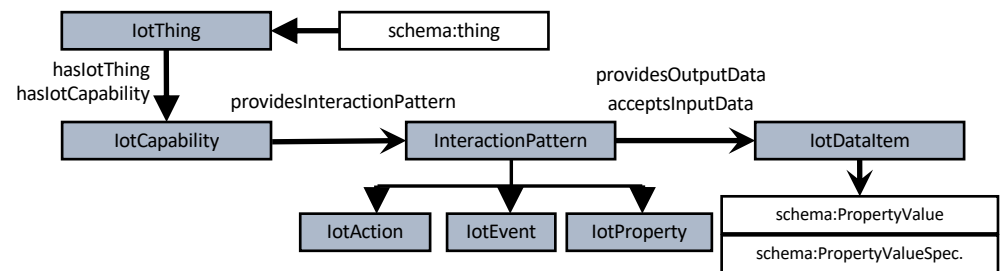 IotThing
schema:thing
hasIotThing
hasIotCapability
providesInteractionPattern
providesOutputData
acceptsInputData
IotCapability
InteractionPattern
IotDataItem
IotAction
IotEvent
IotProperty
schema:PropertyValue
schema:PropertyValueSpec.